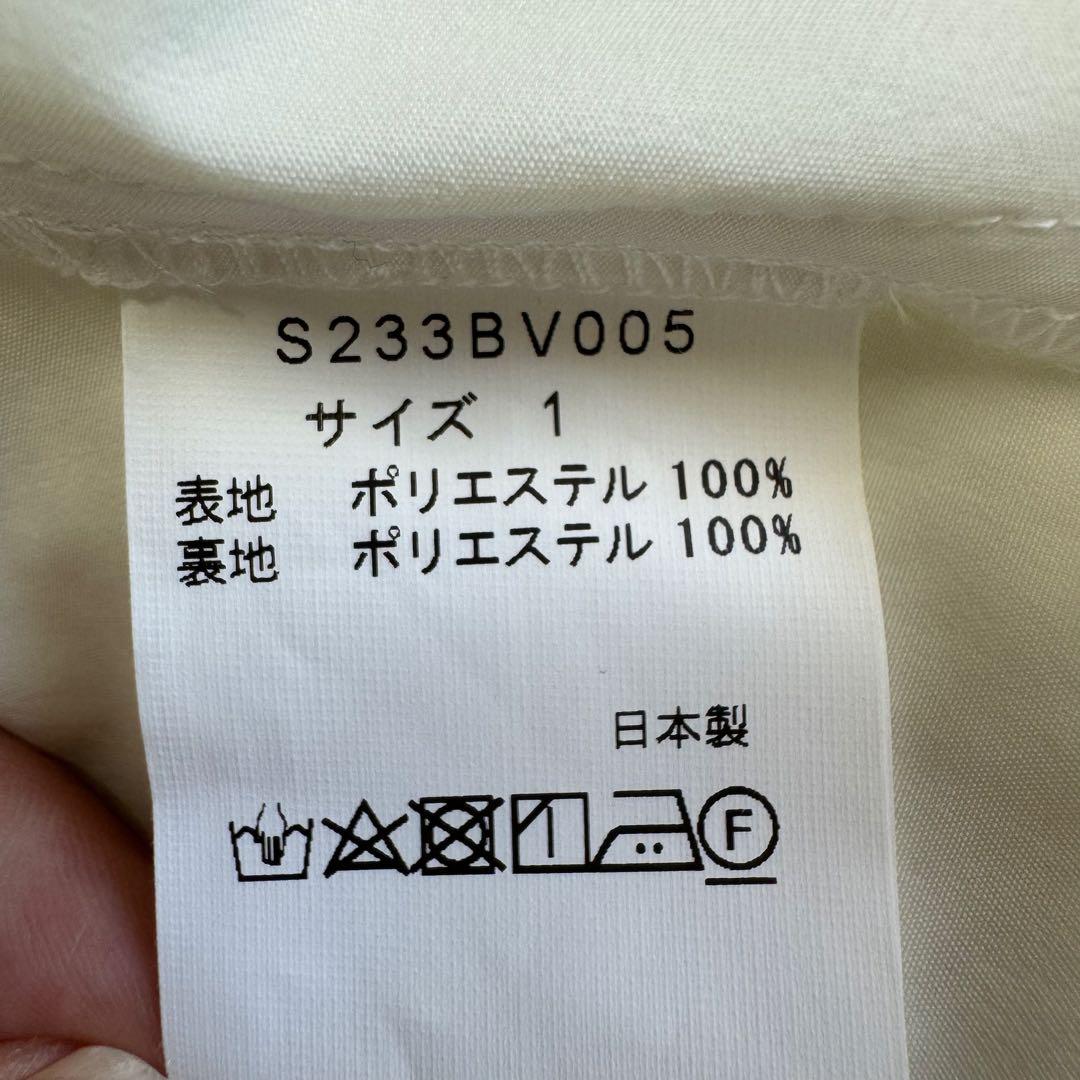 S233BV005
サイズ 1
表地 ポリエステル 100%
裏地 ポリエステル 100%
日本製
F